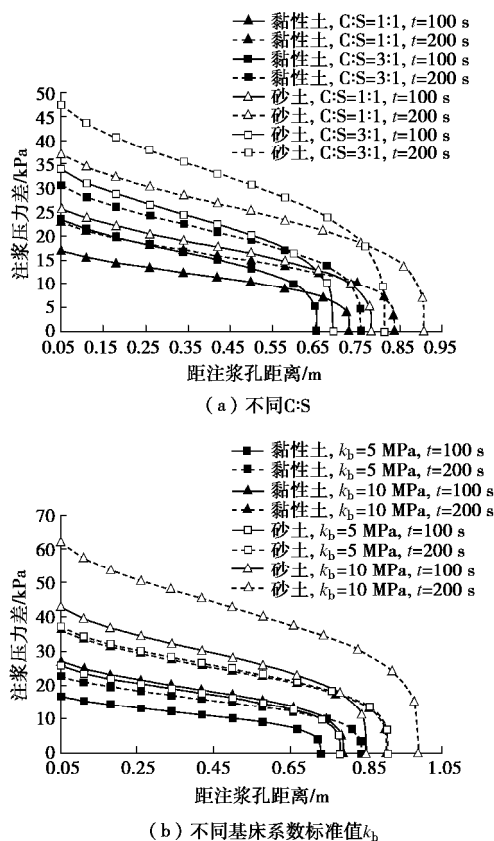 黏性土, C∶S=1∶1, t=100 s
黏性土, C∶S=1∶1, t=200 s
黏性土, C∶S=3∶1, t=100 s
黏性土, C∶S=3∶1, t=200 s
砂土, C∶S=1∶1, t=100 s
砂土, C∶S=1∶1, t=200 s
砂土, C∶S=3∶1, t=100 s
砂土, C∶S=3∶1, t=200 s
50
45
40
35
30
25
20
15
10
5
0
注浆压力差/kPa
0.05 0.15 0.25 0.35 0.45 0.55 0.65 0.75 0.85 0.95
距注浆孔距离/m
(a) 不同C∶S
黏性土, kb=5 MPa, t=100 s
黏性土, kb=5 MPa, t=200 s
黏性土, kb=10 MPa, t=100 s
黏性土, kb=10 MPa, t=200 s
砂土, kb=5 MPa, t=100 s
砂土, kb=5 MPa, t=200 s
砂土, kb=10 MPa, t=100 s
砂土, kb=10 MPa, t=200 s
70
60
50
40
30
20
10
0
注浆压力差/kPa
0.05 0.25 0.45 0.65 0.85 1.05
距注浆孔距离/m
(b) 不同基床系数标准值kb